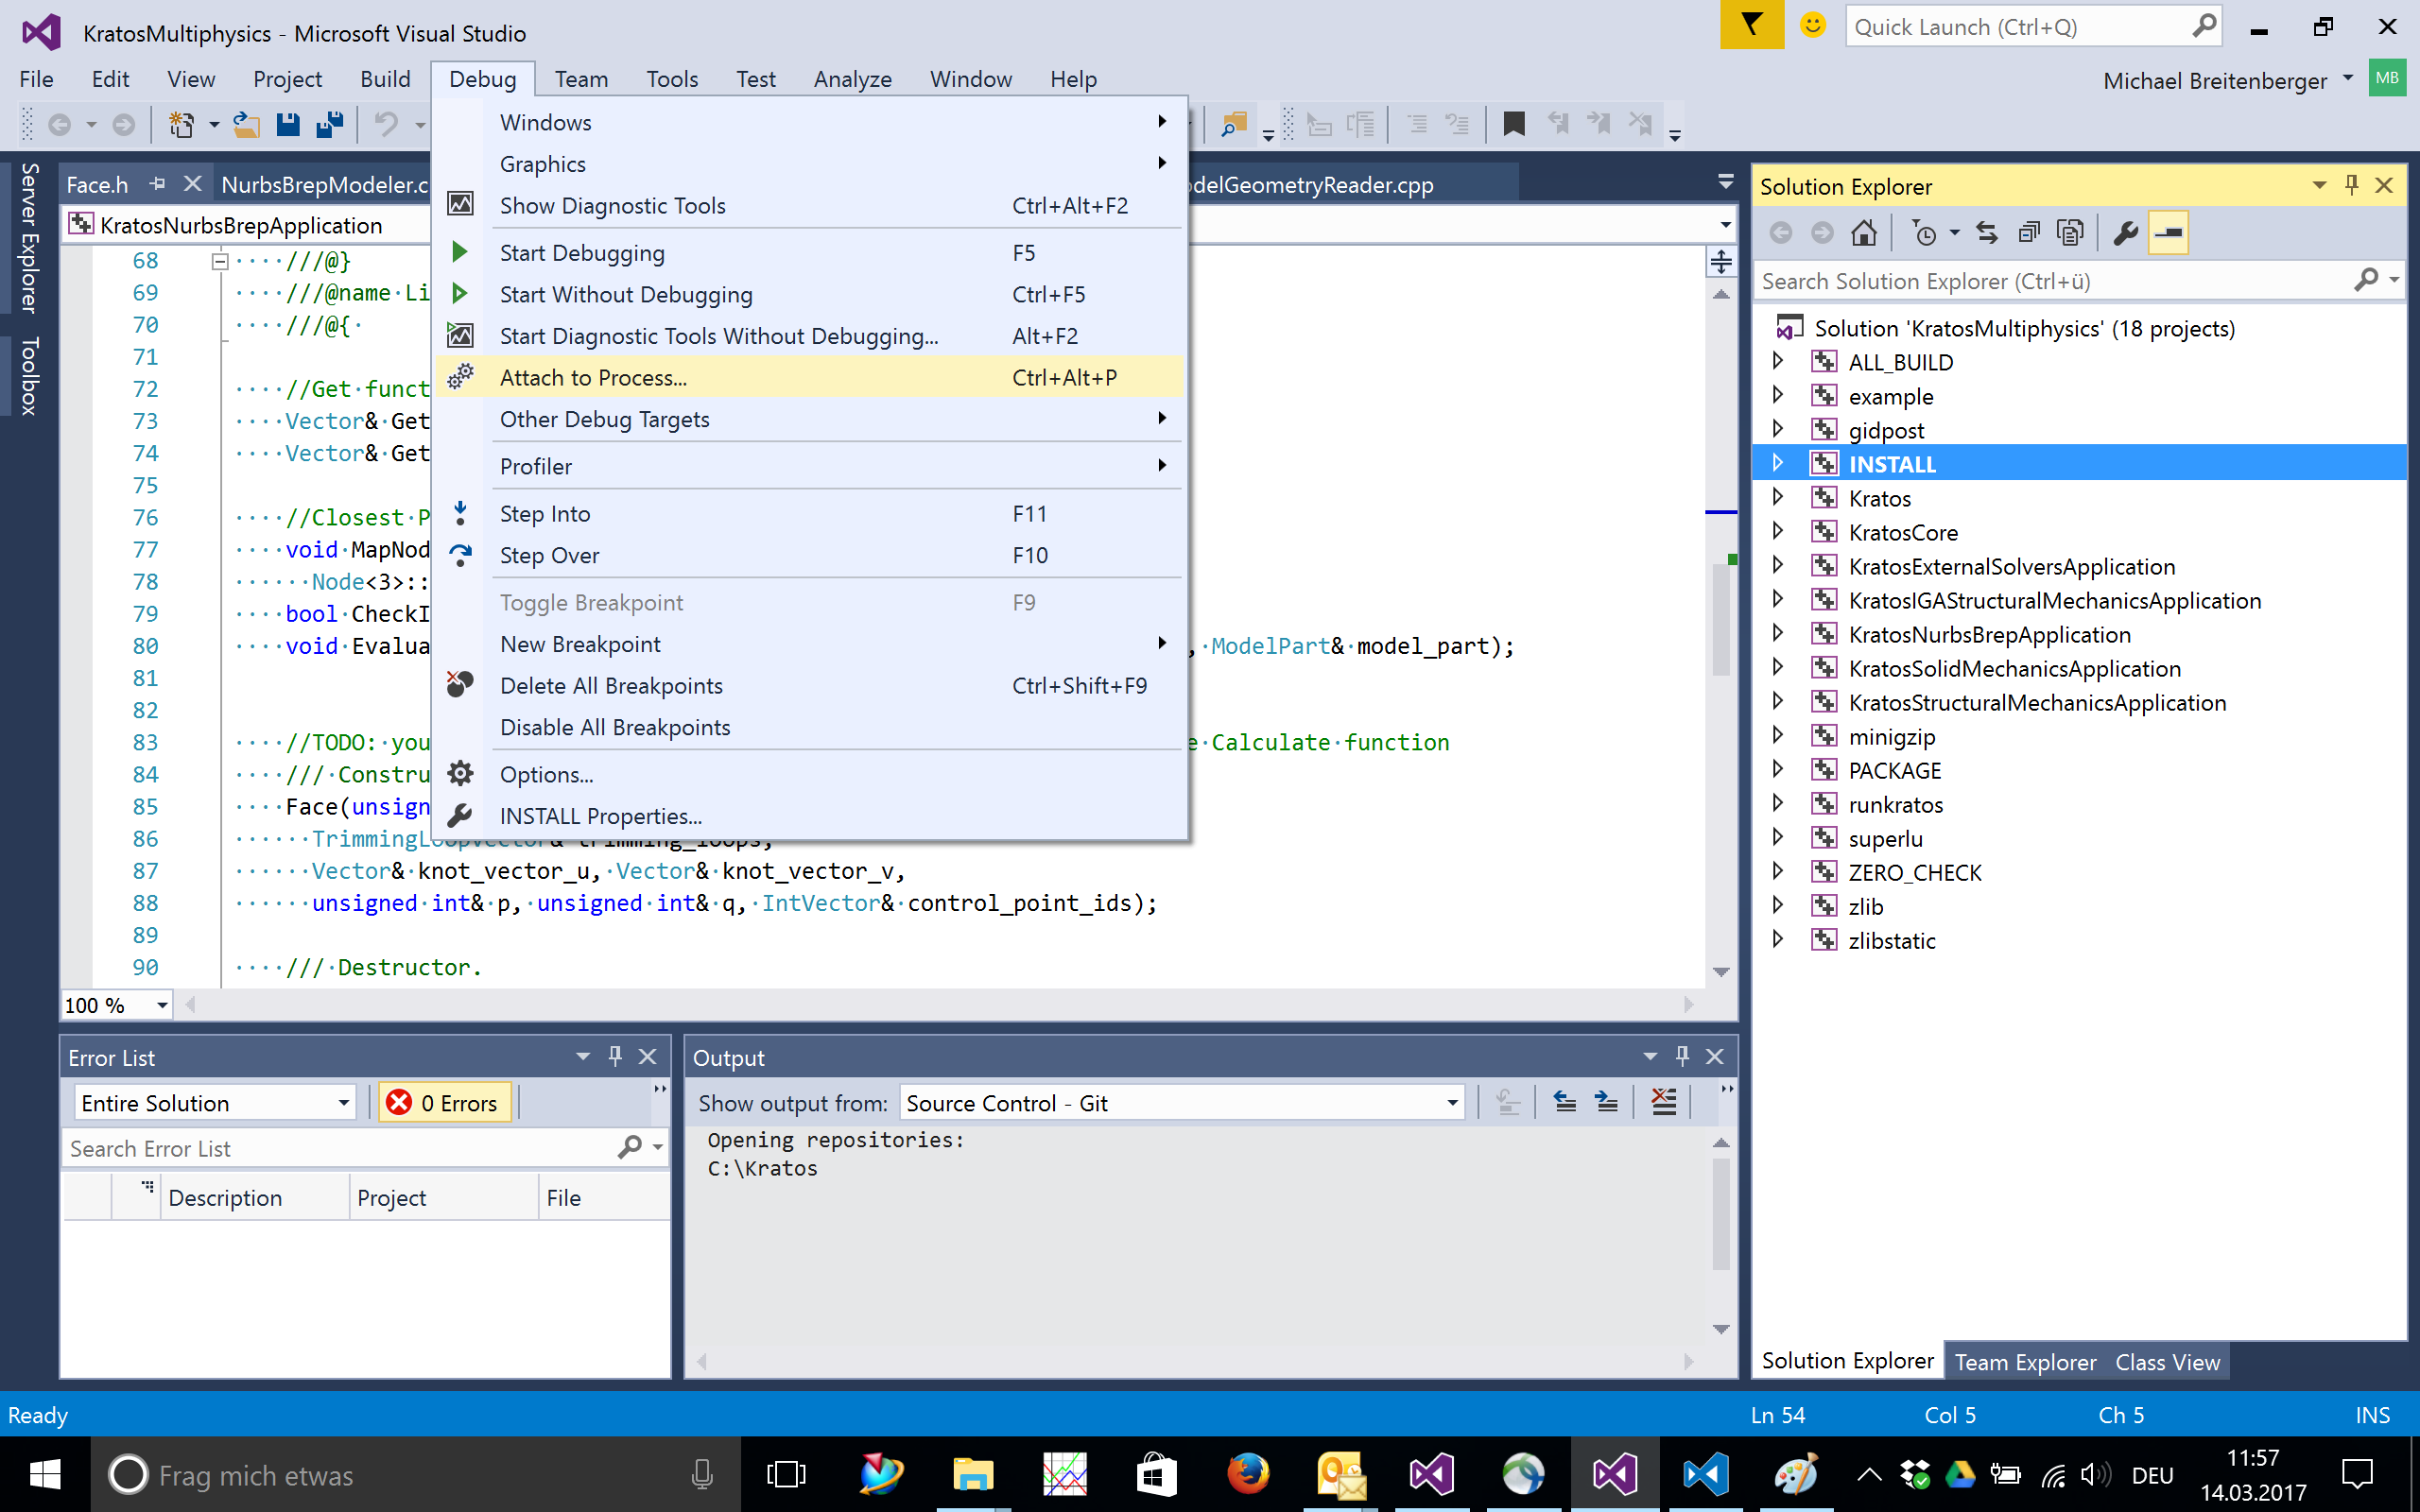 KratosMultiphysics - Microsoft Visual Studio
Quick Launch (Ctrl+Q)
File Edit View Project Build Debug Team Tools Test Analyze Window Help
Michael Breitenberger MB
Server Explorer
Toolbox
Face.h NurbsBrepModeler.c delGeometryReader.cpp
KratosNurbsBrepApplication
Windows
Graphics
Show Diagnostic Tools Ctrl+Alt+F2
Start Debugging F5
Start Without Debugging Ctrl+F5
Start Diagnostic Tools Without Debugging... Alt+F2
Attach to Process... Ctrl+Alt+P
Other Debug Targets
Profiler
Step Into F11
Step Over F10
Toggle Breakpoint F9
New Breakpoint
Delete All Breakpoints Ctrl+Shift+F9
Disable All Breakpoints
Options...
INSTALL Properties...
68 ····///@}
69 ····///@name·Li
70 ····///@{·
71
72 ····//Get·funct
73 ····Vector&·Get
74 ····Vector&·Get
75
76 ····//Closest·P
77 ····void·MapNod
78 ······Node<3>::
79 ····bool·CheckI
80 ····void·Evalua ,·ModelPart&·model_part);
81
82
83 ····//TODO:·you e·Calculate·function
84 ····///·Constru
85 ····Face(unsign
86 ······TrimmingLoopVector&·trimming_loops,
87 ······Vector&·knot_vector_u,·Vector&·knot_vector_v,
88 ······unsigned·int&·p,·unsigned·int&·q,·IntVector&·control_point_ids);
89
90 ····///·Destructor.
100 %
Solution Explorer
Search Solution Explorer (Ctrl+ü)
Solution 'KratosMultiphysics' (18 projects)
ALL_BUILD
example
gidpost
INSTALL
Kratos
KratosCore
KratosExternalSolversApplication
KratosIGAStructuralMechanicsApplication
KratosNurbsBrepApplication
KratosSolidMechanicsApplication
KratosStructuralMechanicsApplication
minigzip
PACKAGE
runkratos
superlu
ZERO_CHECK
zlib
zlibstatic
Solution Explorer Team Explorer Class View
Error List
Entire Solution 0 Errors
Search Error List
Description Project File
Output
Show output from: Source Control - Git
Opening repositories:
C:\Kratos
Ready Ln 54 Col 5 Ch 5 INS
Frag mich etwas
DEU
11:57
14.03.2017